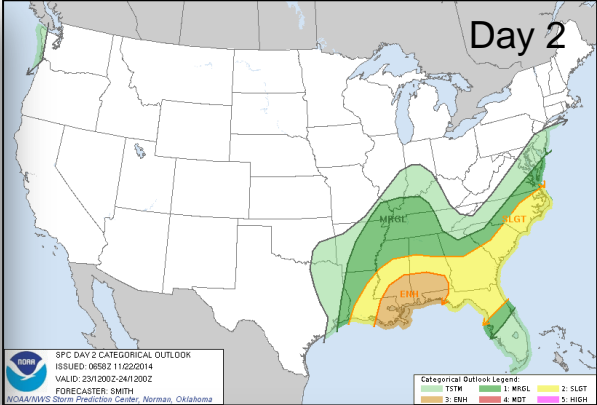 Day 2
MRGL
SLGT
ENH
NOAA
SPC DAY 2 CATEGORICAL OUTLOOK
ISSUED: 0658Z 11/22/2014
VALID: 23/1200Z-24/1200Z
FORECASTER: SMITH
NOAA/NWS Storm Prediction Center, Norman, Oklahoma
Categorical Outlook Legend:
TSTM 1: MRGL 2: SLGT
3: ENH 4: MDT 5: HIGH